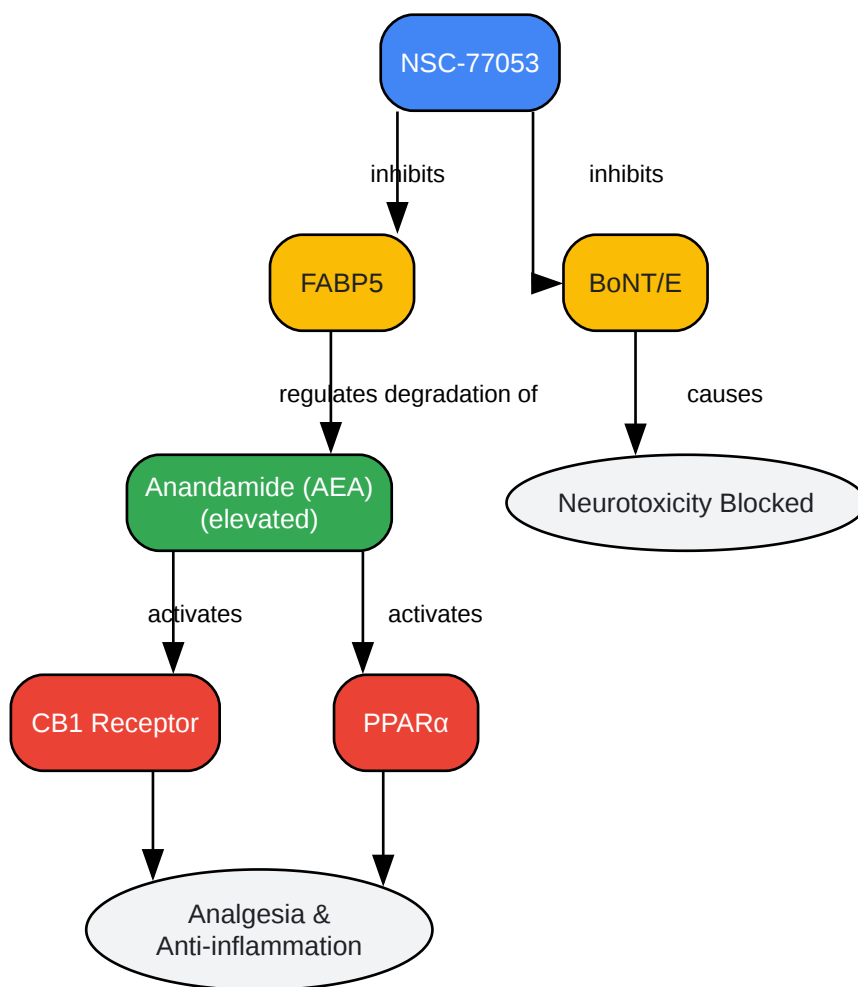 NSC-77053
inhibits
inhibits
FABP5
BoNT/E
regulates degradation of
causes
Anandamide (AEA)
(elevated)
Neurotoxicity Blocked
activates
activates
CB1 Receptor
PPARα
Analgesia &
Anti-inflammation